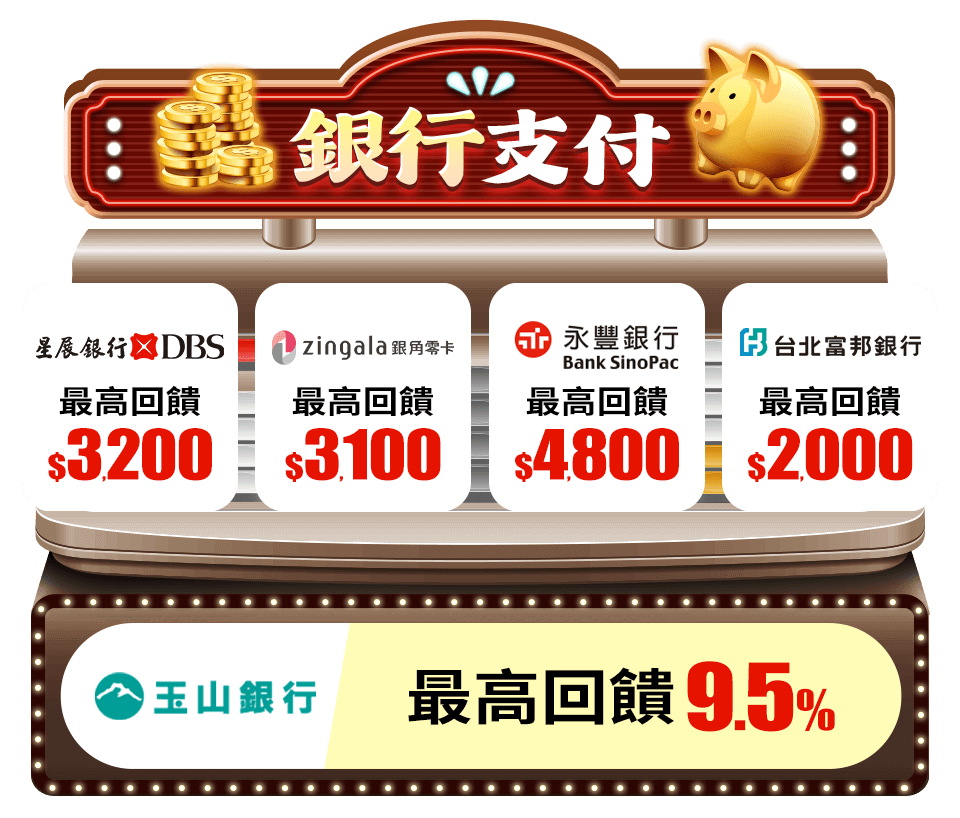 銀行支付
星辰銀行 DBS
最高回饋
$3,200
zingala 銀角零卡
最高回饋
$3,100
永豐銀行
Bank SinoPac
最高回饋
$4,800
台北富邦銀行
最高回饋
$2,000
玉山銀行
最高回饋 9.5%